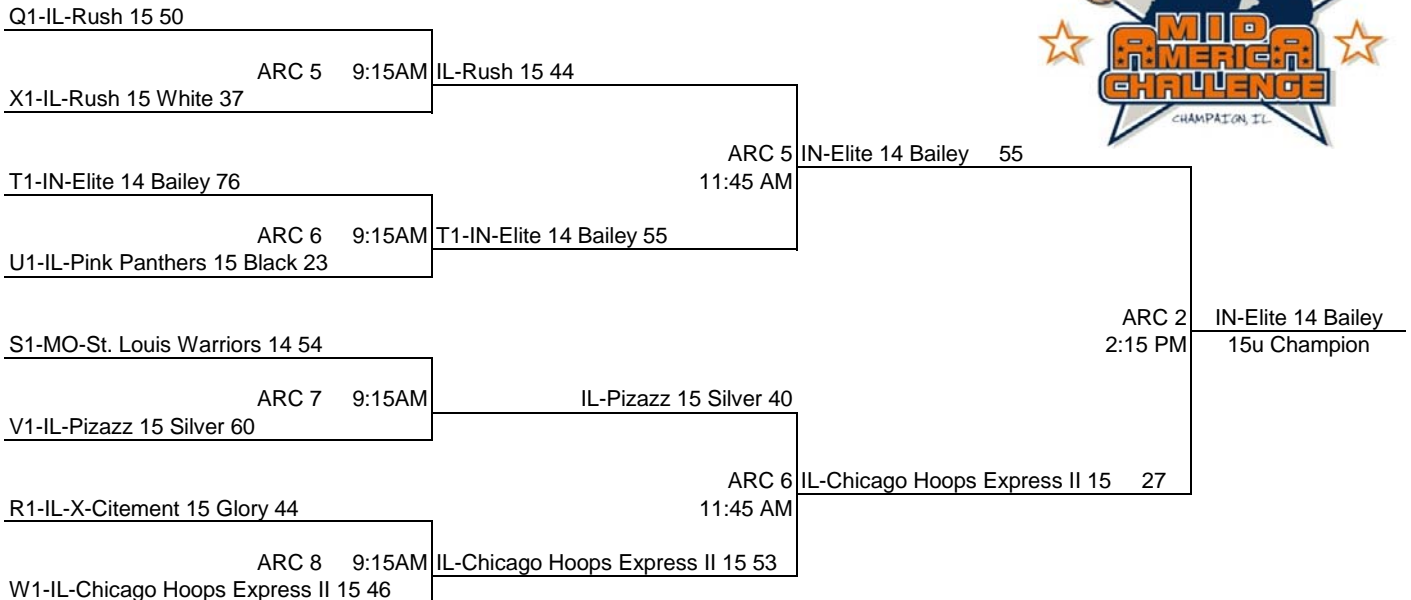 Q1-IL-Rush 15 50
ARC 5 9:15AM IL-Rush 15 44
X1-IL-Rush 15 White 37
MID
AMERICA
CHALLENGE
CHAMPAIGN, IL
ARC 5 IN-Elite 14 Bailey 55
T1-IN-Elite 14 Bailey 76
11:45 AM
ARC 6 9:15AM T1-IN-Elite 14 Bailey 55
U1-IL-Pink Panthers 15 Black 23
ARC 2 IN-Elite 14 Bailey
S1-MO-St. Louis Warriors 14 54
2:15 PM 15u Champion
ARC 7 9:15AM IL-Pizazz 15 Silver 40
V1-IL-Pizazz 15 Silver 60
ARC 6 IL-Chicago Hoops Express II 15 27
R1-IL-X-Citement 15 Glory 44
11:45 AM
ARC 8 9:15AM IL-Chicago Hoops Express II 15 53
W1-IL-Chicago Hoops Express II 15 46